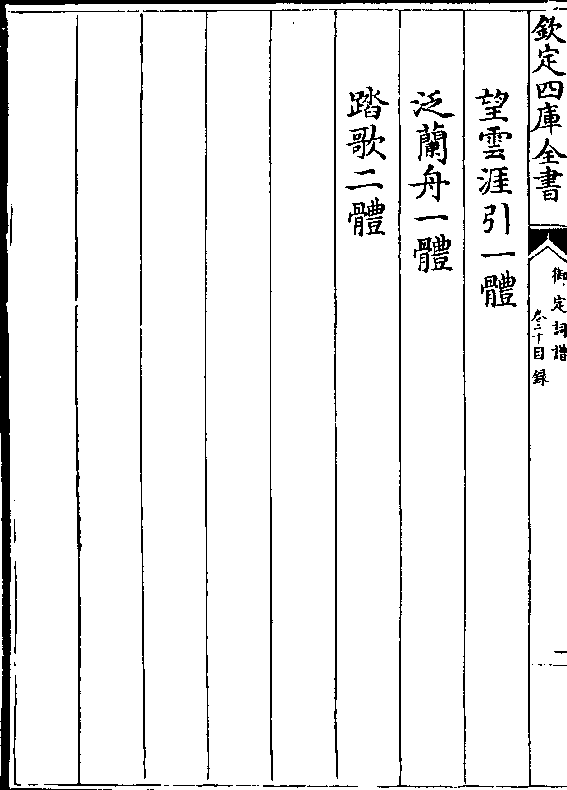 欽定四庫全書
御定詞譜
卷二十目錄
二
望雲涯引一體
泛蘭舟一體
踏歌二體